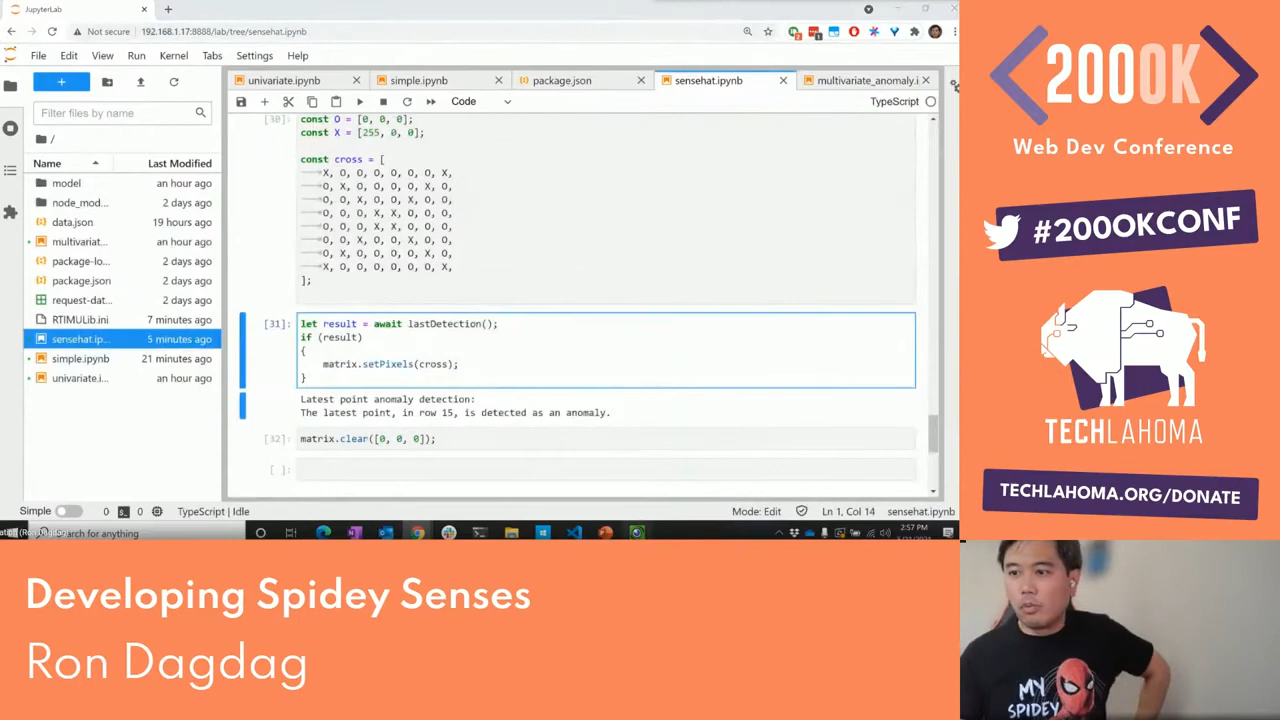 JupyterLab
Not secure
192.168.1.17:8888/lab/tree/sensehat.ipynb
File Edit View Run Kernel Tabs Settings Help
univariate.ipynb
simple.ipynb
package.json
sensehat.ipynb
multivariate_anomaly.i
Code
TypeScript
Filter files by name
/
Name Last Modified
model an hour ago
node_mod... 2 days ago
data.json 19 hours ago
multivariat... an hour ago
package-lo... 2 days ago
package.json 2 days ago
request-dat... 2 days ago
RTIMULib.ini 7 minutes ago
sensehat.ip... 5 minutes ago
simple.ipynb 21 minutes ago
univariate.i... an hour ago
[30]:
const O = [0, 0, 0];
const X = [255, 0, 0];
const cross = [
X, O, O, O, O, O, O, X,
O, X, O, O, O, O, X, O,
O, O, X, O, O, X, O, O,
O, O, O, X, X, O, O, O,
O, O, O, X, X, O, O, O,
O, O, X, O, O, X, O, O,
O, X, O, O, O, O, X, O,
X, O, O, O, O, O, O, X,
];
[31]: let result = await lastDetection();
if (result)
{
matrix.setPixels(cross);
}
Latest point anomaly detection:
The latest point, in row 15, is detected as an anomaly.
[32]: matrix.clear([0, 0, 0]);
[ ]:
Simple 0 $_ 0 TypeScript | Idle
Mode: Edit Ln 1, Col 14 sensehat.ipynb
(Ron Dagdag)
search for anything
2:57 PM
200OK
Web Dev Conference
#200OKCONF
TECHLAHOMA
TECHLAHOMA.ORG/DONATE
Developing Spidey Senses
Ron Dagdag
MY
SPIDEY